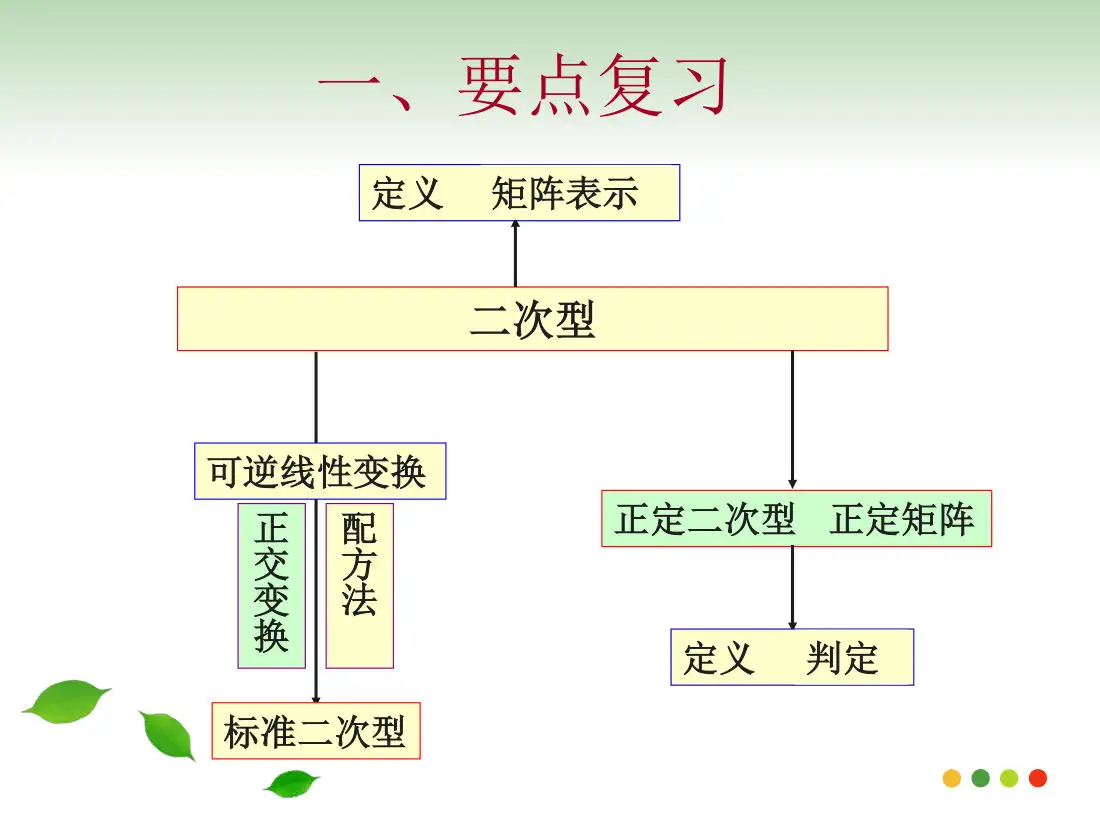 一、要点复习
定义 矩阵表示
二次型
可逆线性变换
正交变换
配方法
标准二次型
正定二次型 正定矩阵
定义 判定